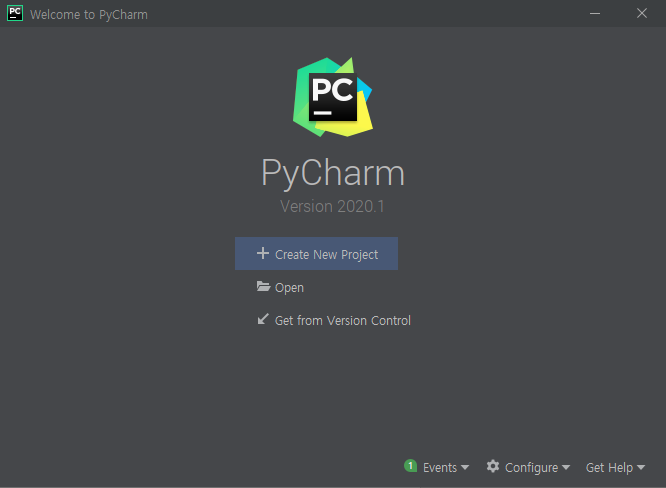 PC
Welcome to PyCharm
PC
PyCharm
Version 2020.1
Create New Project
Open
Get from Version Control
1 Events
Configure
Get Help